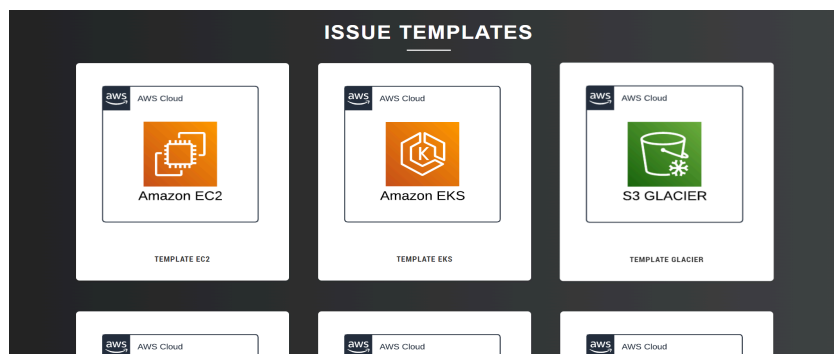 ISSUE TEMPLATES
aws AWS Cloud
K
Amazon EC2
TEMPLATE EC2
aws AWS Cloud
Amazon EKS
TEMPLATE EKS
aws AWS Cloud
S3 GLACIER
TEMPLATE GLACIER
aws AWS Cloud
aws AWS Cloud
aws AWS Cloud